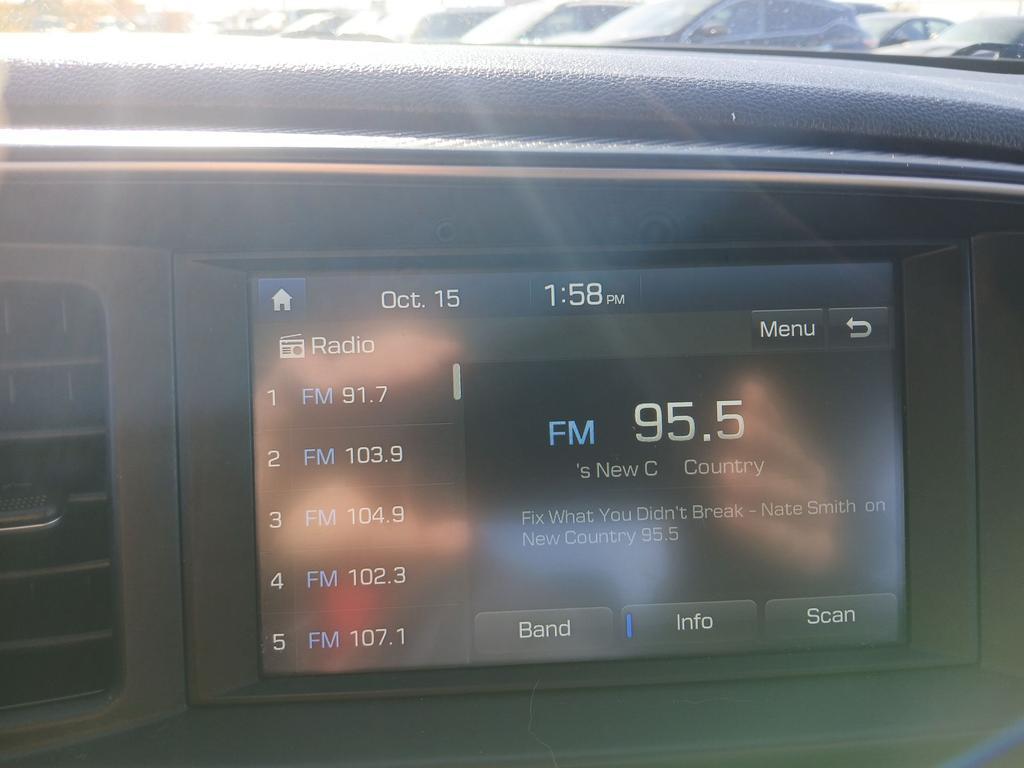 Oct. 15 1:58 PM
Radio Menu
1 FM 91.7
2 FM 103.9
3 FM 104.9
4 FM 102.3
5 FM 107.1
FM 95.5
's New C Country
Fix What You Didn't Break - Nate Smith on
New Country 95.5
Band Info Scan